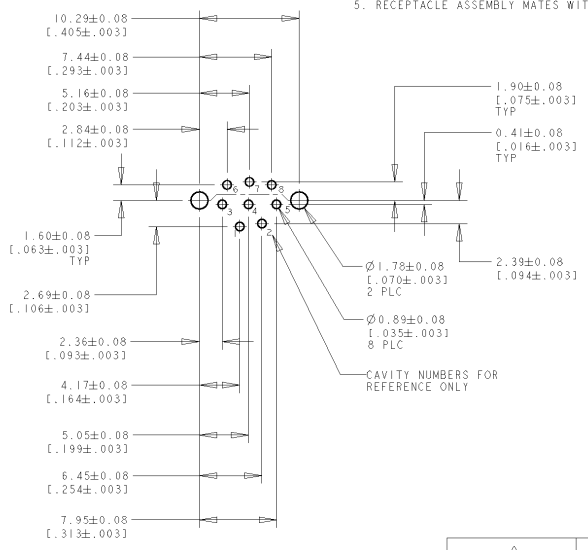 5. RECEPTACLE ASSEMBLY MATES WIT
10.29±0.08
[.405±.003]
7.44±0.08
[.293±.003]
5.16±0.08
[.203±.003]
2.84±0.08
[.112±.003]
1.90±0.08
[.075±.003]
TYP
0.41±0.08
[.016±.003]
TYP
6 7 8
3 4 5
2
1.60±0.08
[.063±.003]
TYP
2.69±0.08
[.106±.003]
Ø1.78±0.08
[.070±.003]
2 PLC
2.39±0.08
[.094±.003]
Ø0.89±0.08
[.035±.003]
8 PLC
2.36±0.08
[.093±.003]
CAVITY NUMBERS FOR
REFERENCE ONLY
4.17±0.08
[.164±.003]
5.05±0.08
[.199±.003]
6.45±0.08
[.254±.003]
7.95±0.08
[.313±.003]